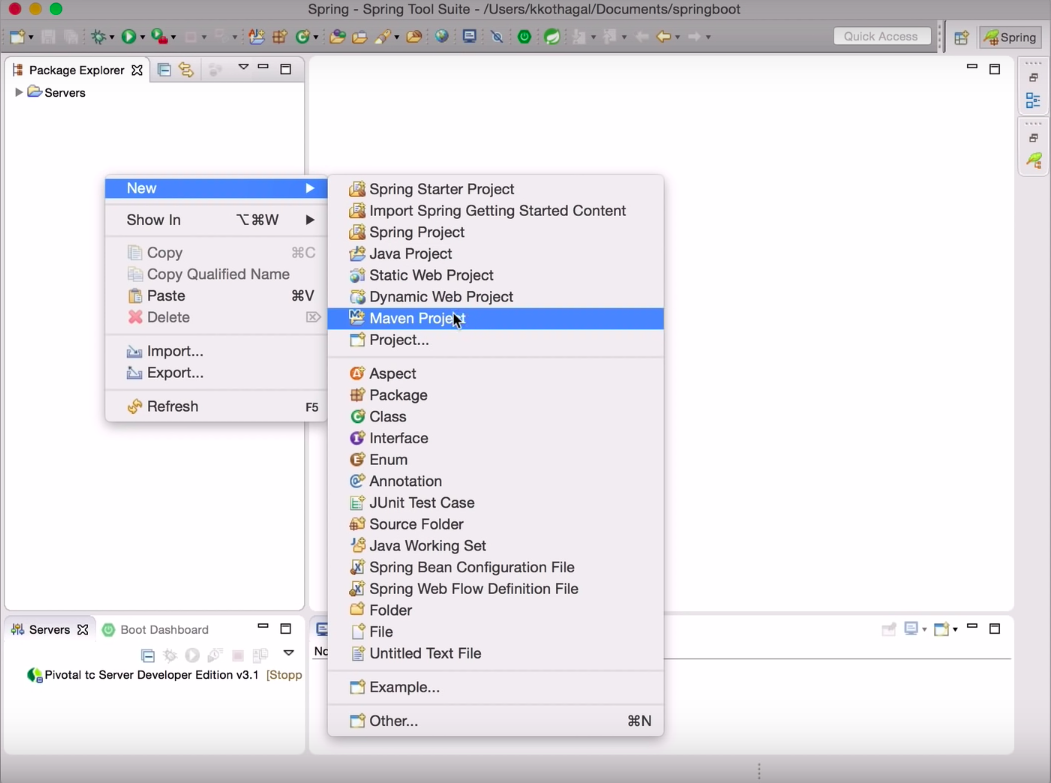 Spring - Spring Tool Suite - /Users/kkothagal/Documents/springboot
Quick Access
Spring
Package Explorer
Servers
New
Show In ⌥⌘W
Copy ⌘C
Copy Qualified Name
Paste ⌘V
Delete ⌦
Import...
Export...
Refresh F5
Spring Starter Project
Import Spring Getting Started Content
Spring Project
Java Project
Static Web Project
Dynamic Web Project
Maven Project
Project...
Aspect
Package
Class
Interface
Enum
Annotation
JUnit Test Case
Source Folder
Java Working Set
Spring Bean Configuration File
Spring Web Flow Definition File
Folder
File
Untitled Text File
Example...
Other... ⌘N
Servers
Boot Dashboard
Pivotal tc Server Developer Edition v3.1 [Stopp
No